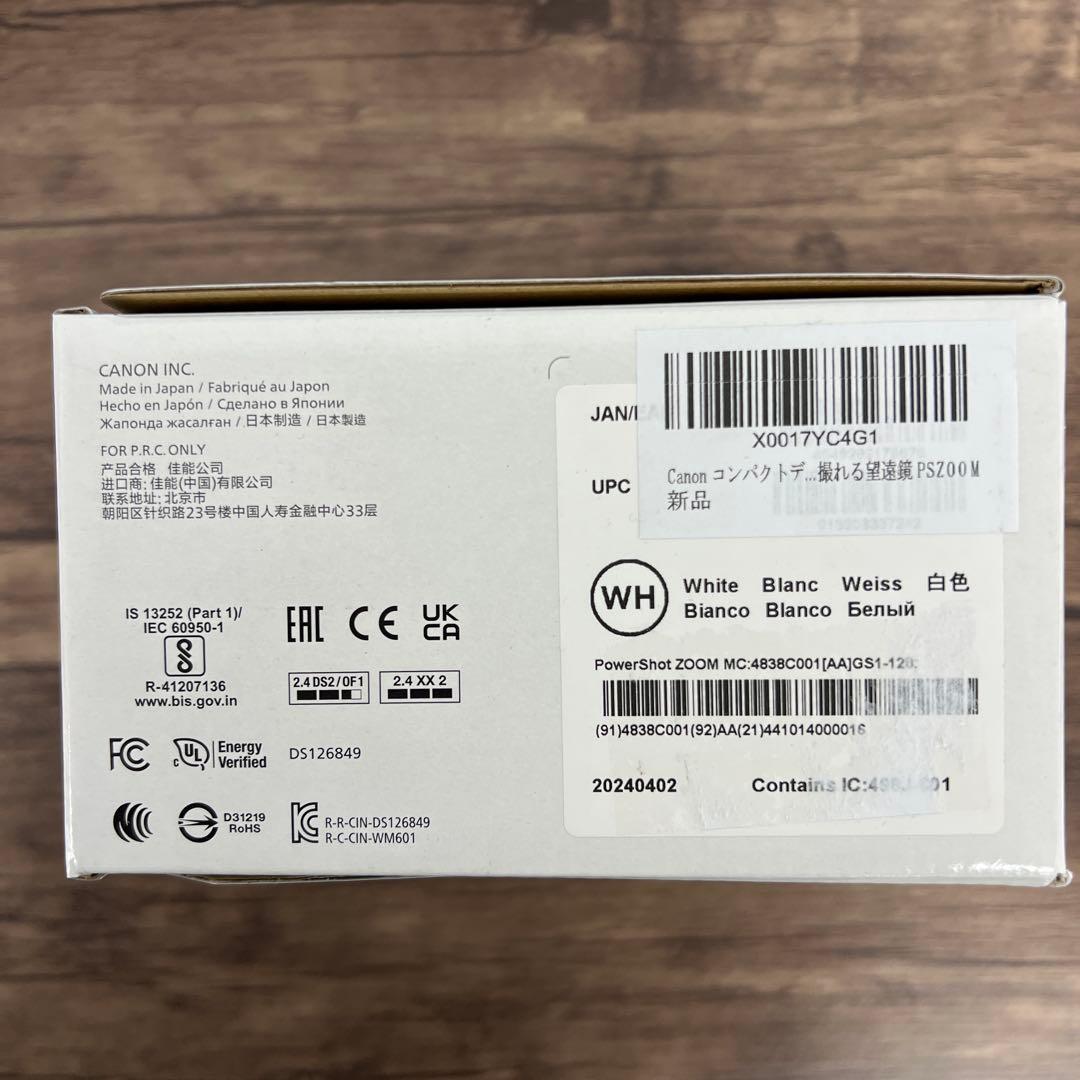 CANON INC.
Made in Japan / Fabriqué au Japon
Hecho en Japón / Сделано в Японии
Жапонда жасалған / 日本制造 / 日本製造
FOR P.R.C. ONLY
产品合格 佳能公司
进口商: 佳能(中国)有限公司
联系地址: 北京市
朝阳区针织路23号楼中国人寿金融中心33层
IS 13252 (Part 1)/
IEC 60950-1
R-41207136
www.bis.gov.in
EAC CE UK
CA
2.4 DS2/0F1
2.4 XX 2
FC
c UL Energy
Verified
DS126849
D31219
RoHS
R-R-CIN-DS126849
R-C-CIN-WM601
X0017YC4G1
Canon コンパクトデ...撮れる望遠鏡 PSZOOM
新品
UPC
WH
White Blanc Weiss 白色
Bianco Blanco Белый
PowerShot ZOOM MC:4838C001[AA]GS1-128:
(91)4838C001(92)AA(21)441014000016
20240402
Contains IC: